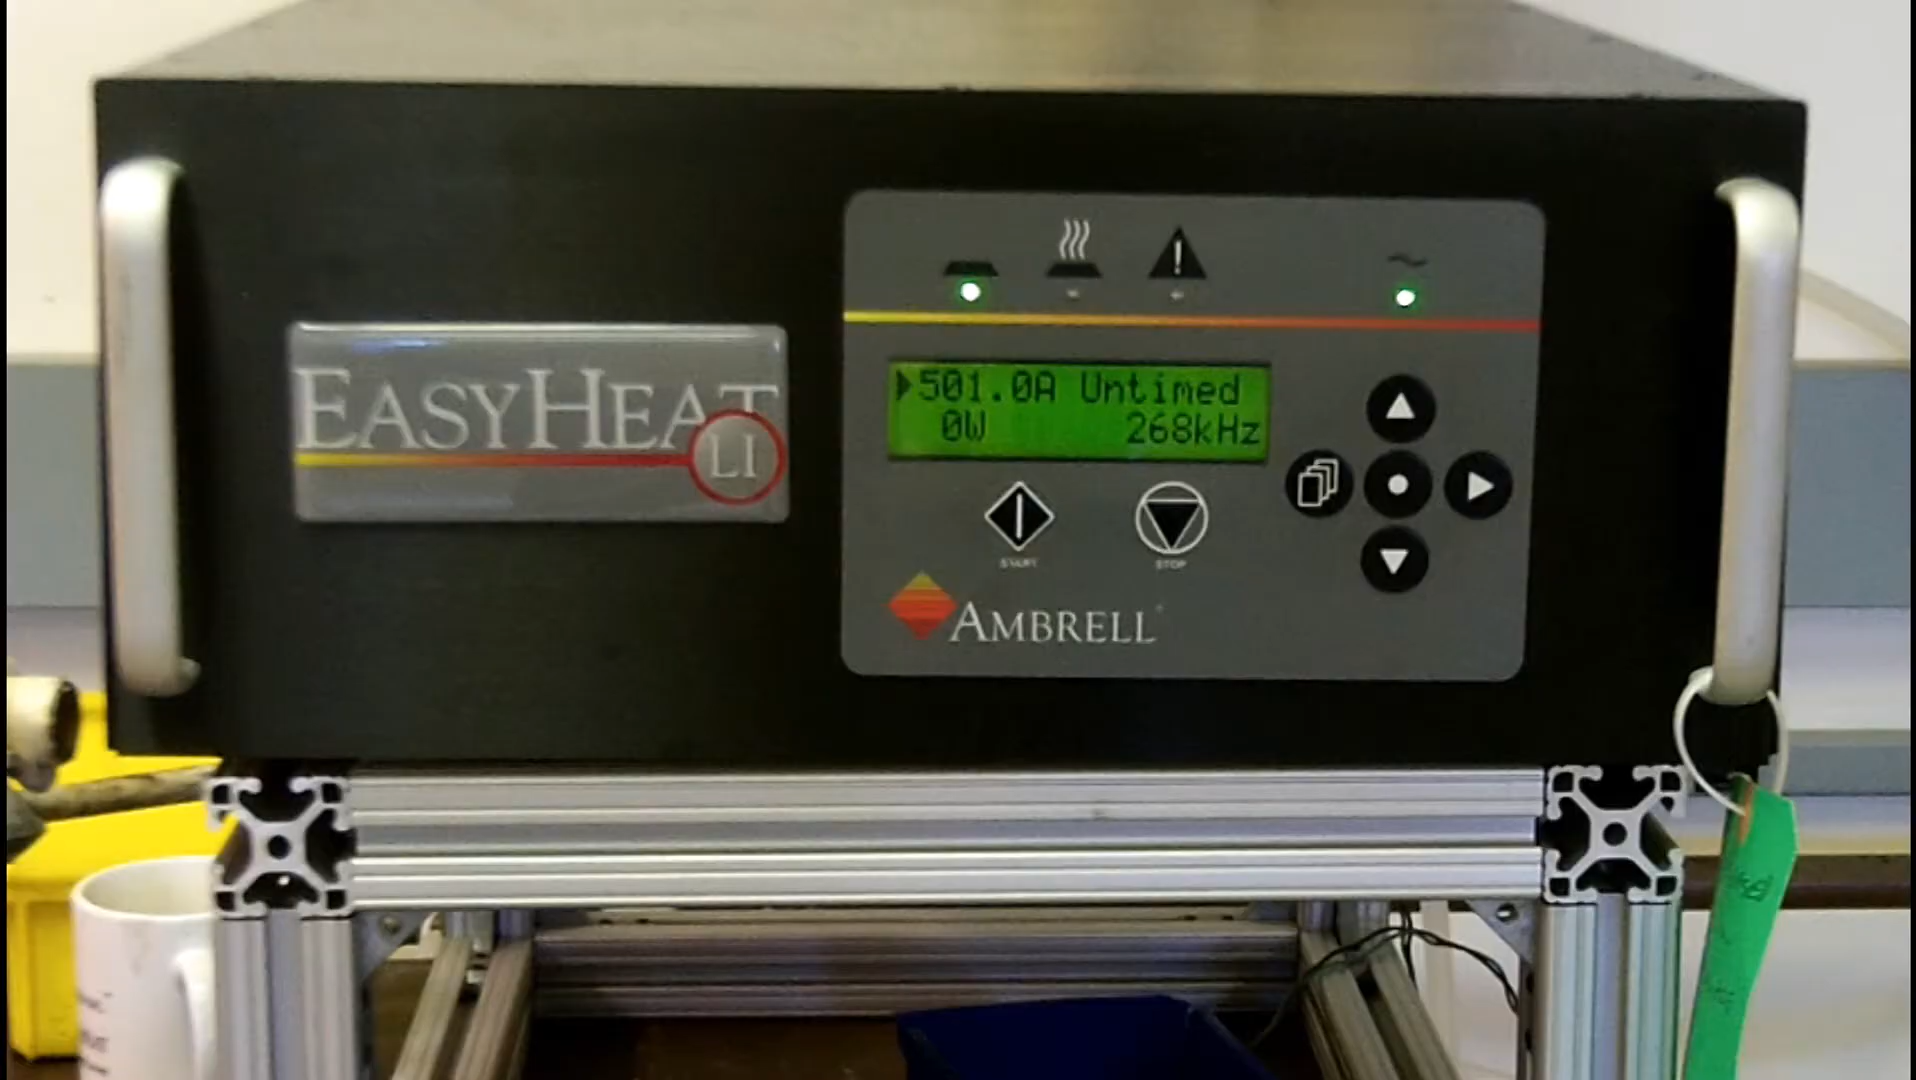 EASYHEAT
LI
501.0A Untimed
0W 268kHz
START
STOP
AMBRELL